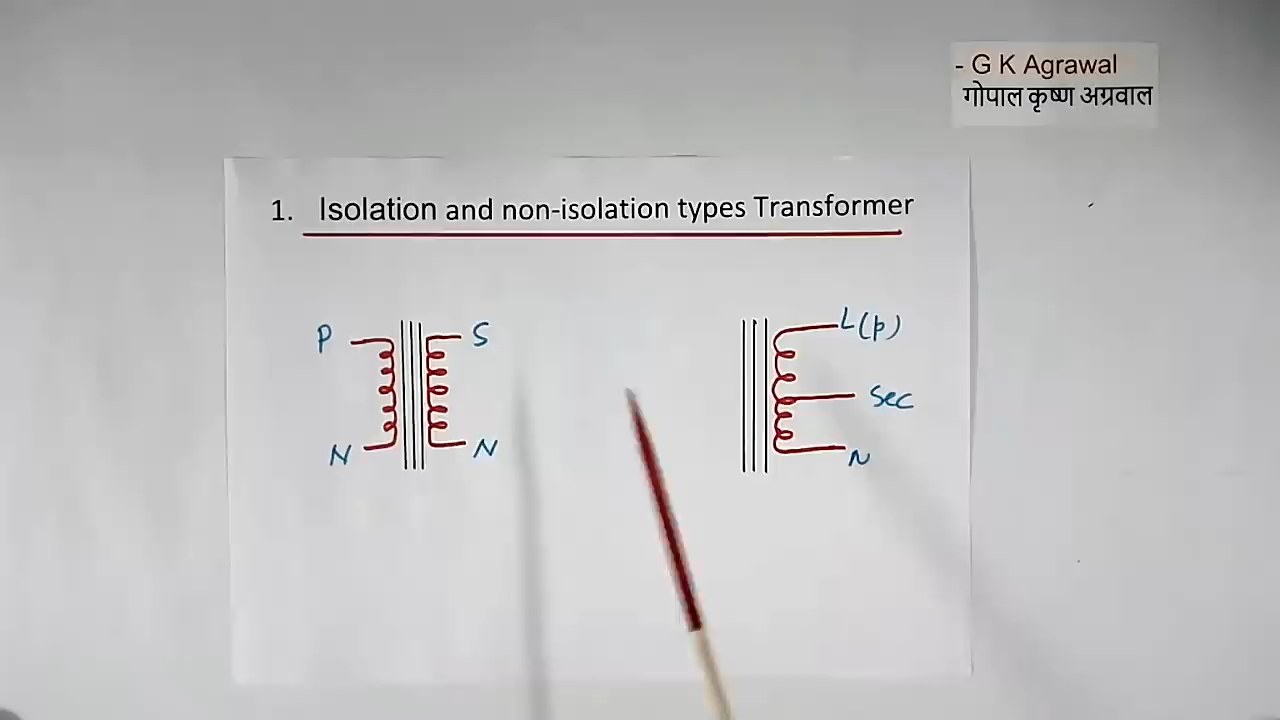 - G K Agrawal
गोपाल कृष्ण अग्रवाल
1. Isolation and non-isolation types Transformer
P
S
N
N
L(P)
Sec
N